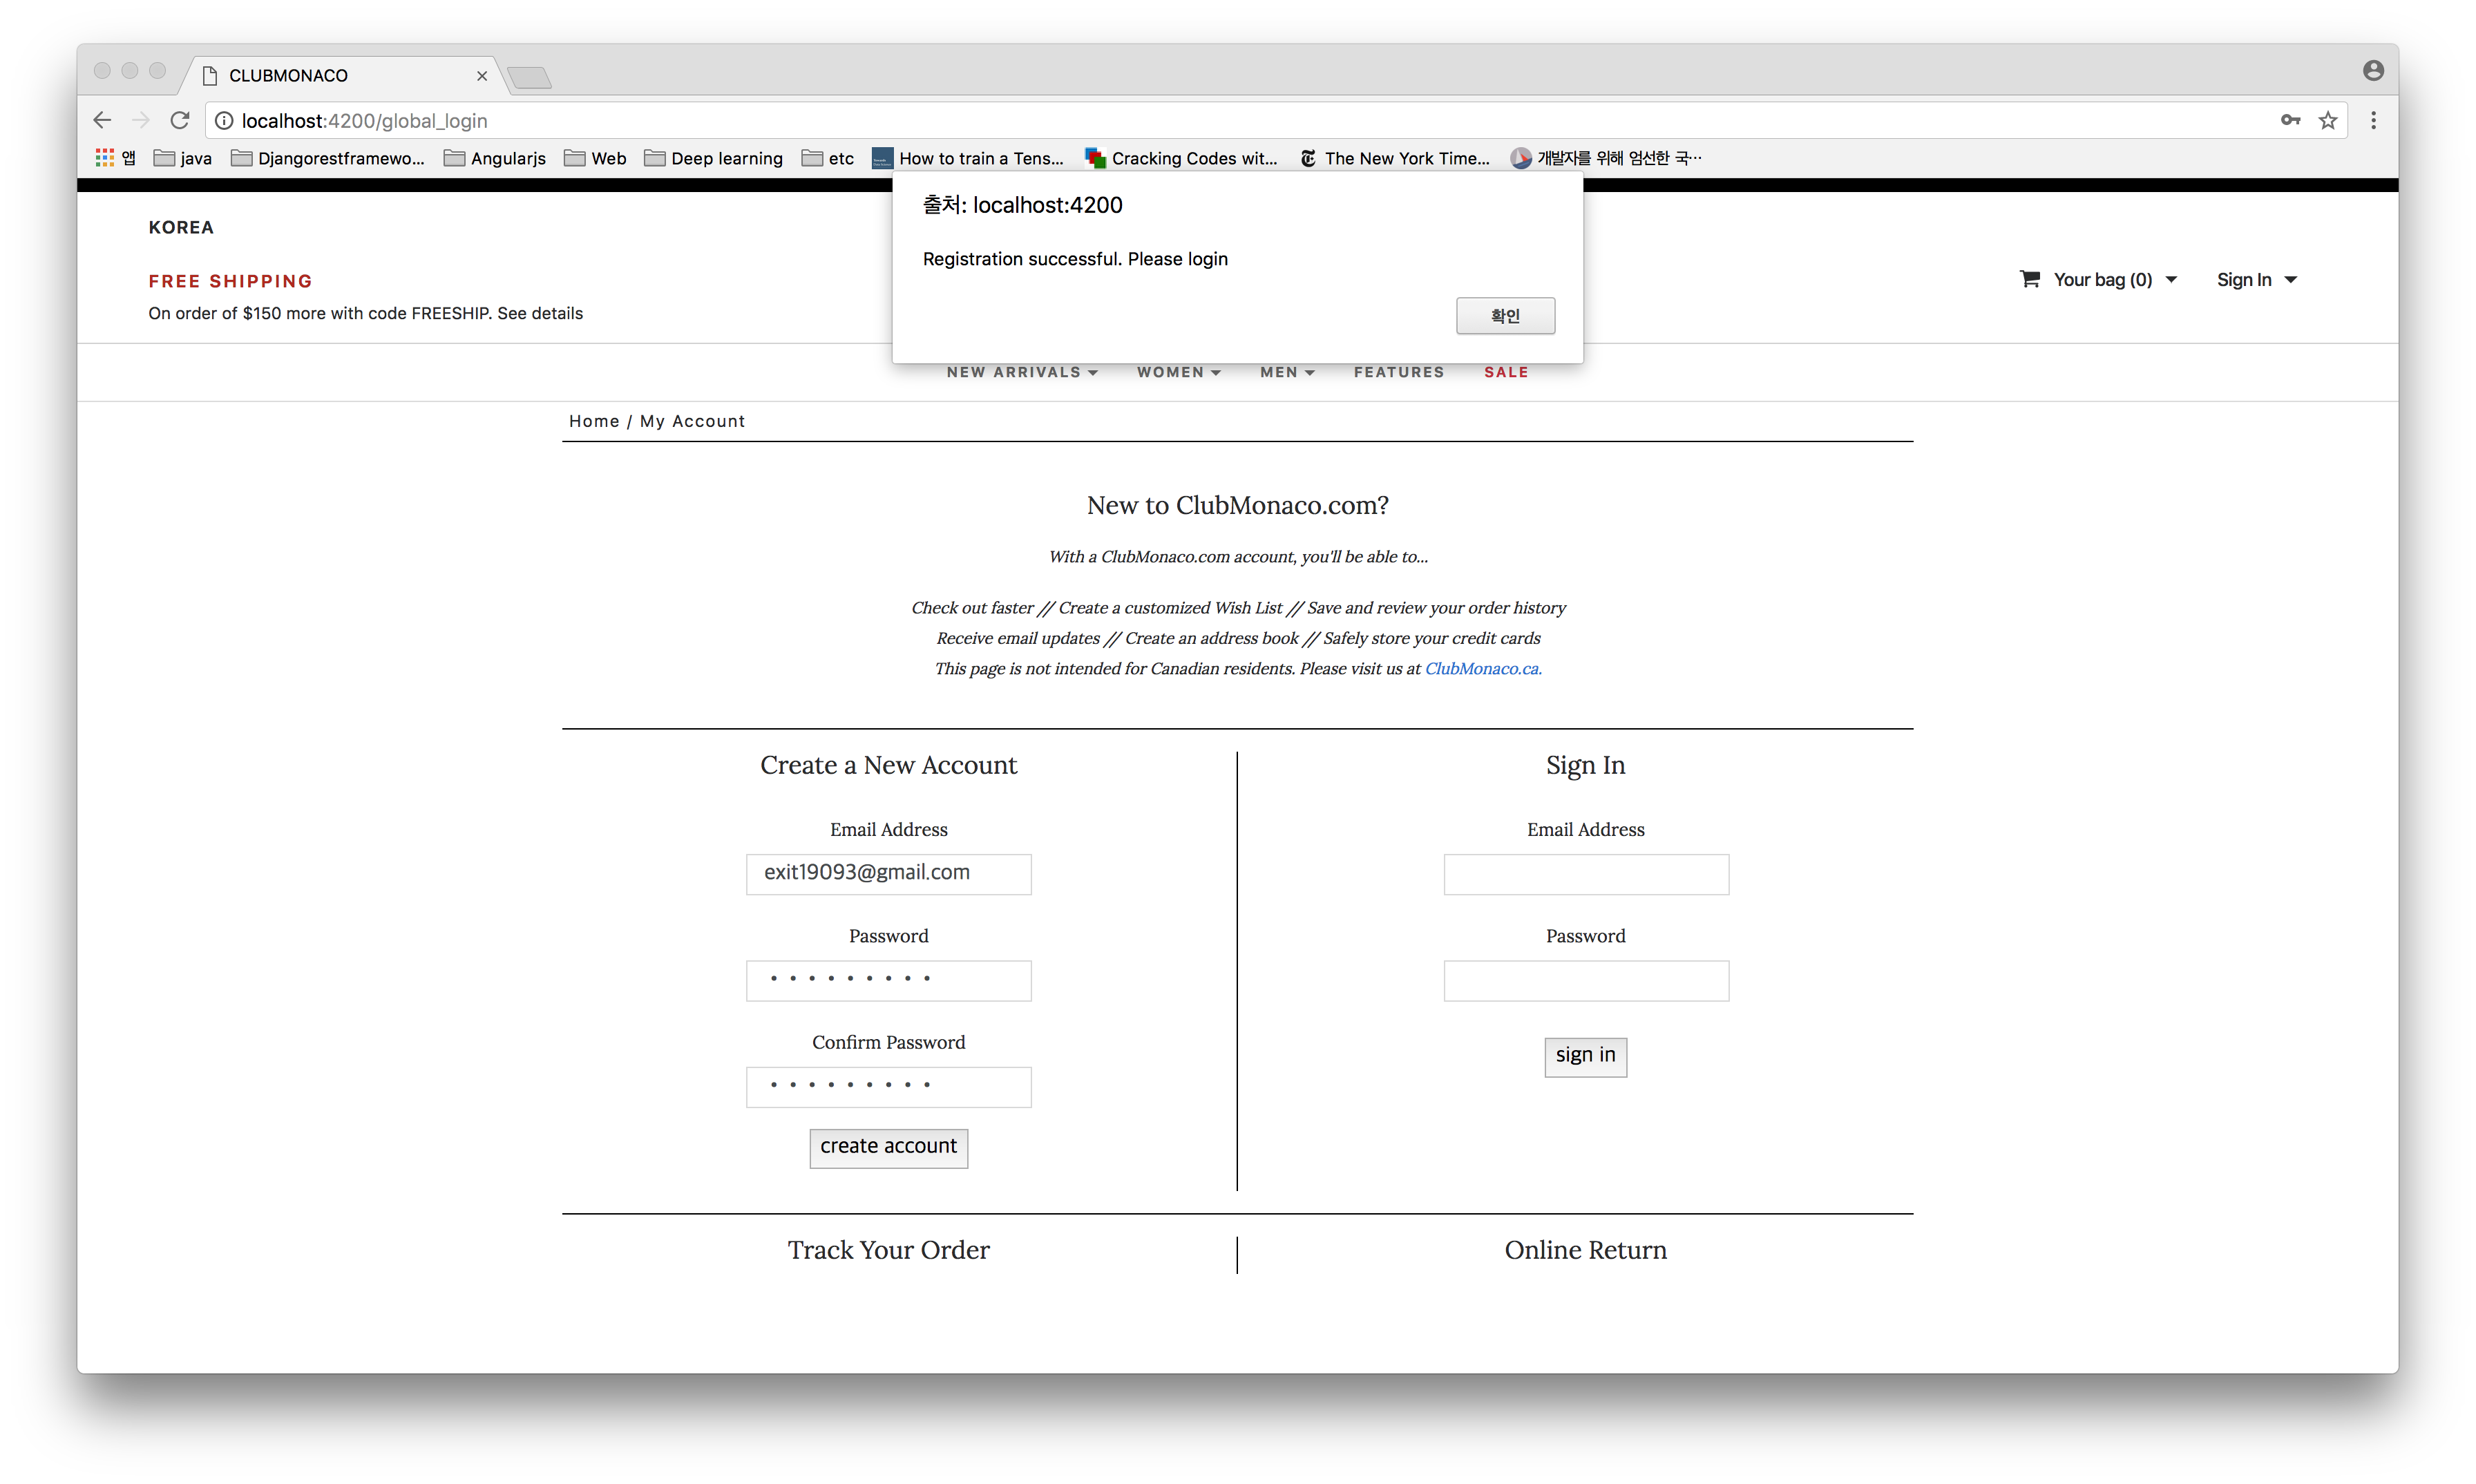 CLUBMONACO
localhost:4200/global_login
앱 java Djangorestframewo... Angularjs Web Deep learning etc How to train a Tens... Cracking Codes wit... The New York Time... 개발자를 위해 엄선한 국...
출처: localhost:4200
Registration successful. Please login
확인
KOREA
FREE SHIPPING
On order of $150 more with code FREESHIP. See details
Your bag (0) Sign In
NEW ARRIVALS WOMEN MEN FEATURES SALE
Home / My Account
New to ClubMonaco.com?
With a ClubMonaco.com account, you'll be able to...
Check out faster // Create a customized Wish List // Save and review your order history
Receive email updates // Create an address book // Safely store your credit cards
This page is not intended for Canadian residents. Please visit us at ClubMonaco.ca.
Create a New Account
Email Address
exit19093@gmail.com
Password
Confirm Password
create account
Sign In
Email Address
Password
sign in
Track Your Order
Online Return